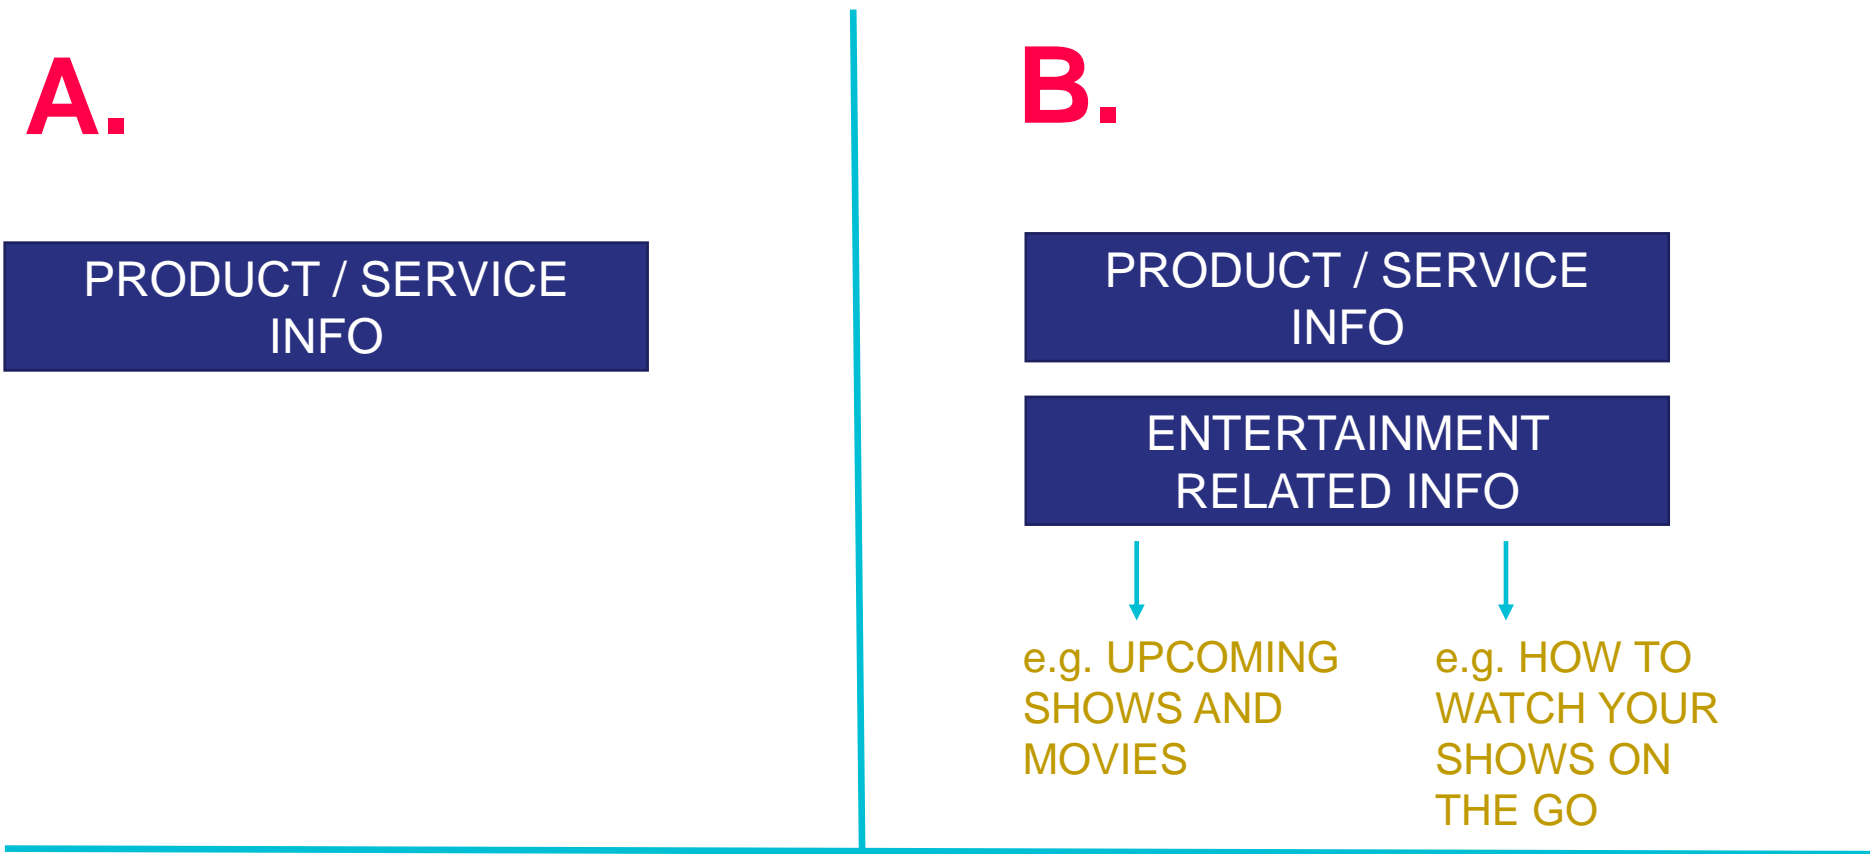 A.
PRODUCT / SERVICE
INFO
B.
PRODUCT / SERVICE
INFO
ENTERTAINMENT
RELATED INFO
e.g. UPCOMING
SHOWS AND
MOVIES
e.g. HOW TO
WATCH YOUR
SHOWS ON
THE GO